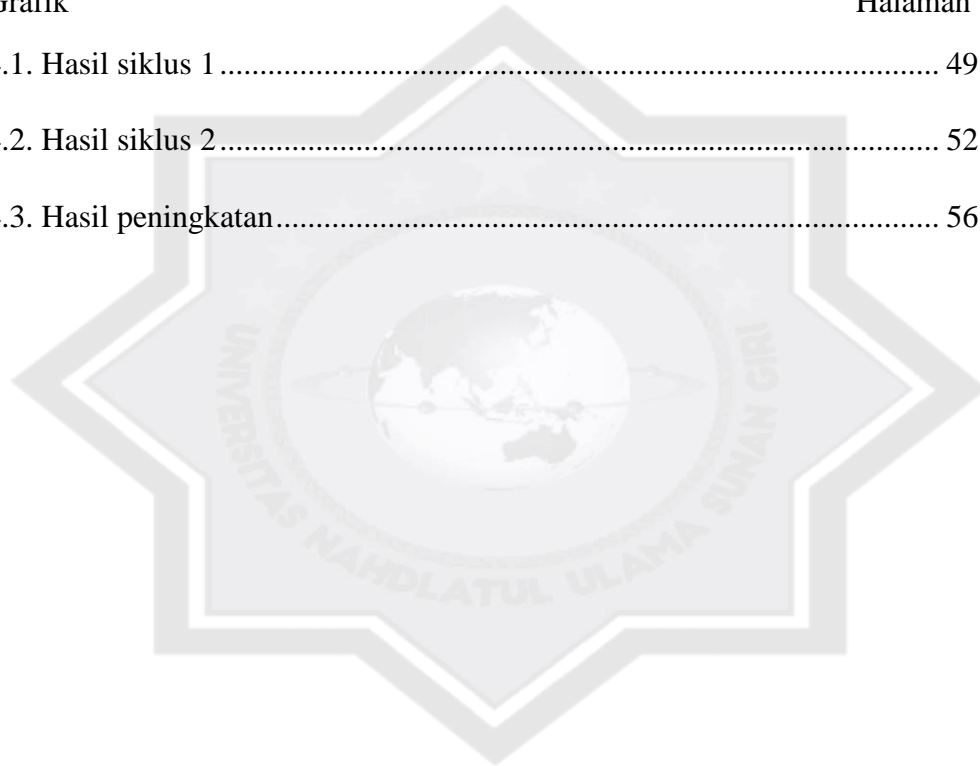 Grafik Halaman
.1. Hasil siklus 1 ........................................................................................... 49
.2. Hasil siklus 2 ........................................................................................... 52
.3. Hasil peningkatan .................................................................................... 56
UNIVERSITAS NAHDLATUL ULAMA SUNAN GIRI